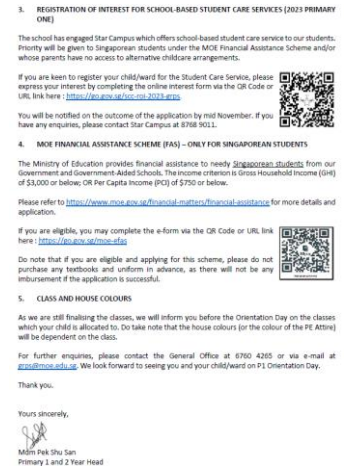 3. REGISTRATION OF INTEREST FOR SCHOOL-BASED STUDENT CARE SERVICES (2023 PRIMARY
ONE)
The school has engaged Star Campus which offers school-based student care service to our students.
Priority will be given to Singaporean students under the MOE Financial Assistance Scheme and/or
whose parents have no access to alternative childcare arrangements.
If you are keen to register your child/ward for the Student Care Service, please
express your interest by completing the online interest form via the QR Code or
URL link here : https://go.gov.sg/scc-roi-2023-grps.
You will be notified on the outcome of the application by mid November. If you
have any enquiries, please contact Star Campus at 8768 9011.
4. MOE FINANCIAL ASSISTANCE SCHEME (FAS) – ONLY FOR SINGAPOREAN STUDENTS
The Ministry of Education provides financial assistance to needy Singaporean students from our
Government and Government-Aided Schools. The income criterion is Gross Household Income (GHI)
of $3,000 or below; OR Per Capita Income (PCI) of $750 or below.
Please refer to https://www.moe.gov.sg/financial-matters/financial-assistance for more details and
application.
If you are eligible, you may complete the e-form via the QR Code or URL link
here : https://go.gov.sg/moe-efas
Do note that if you are eligible and applying for this scheme, please do not
purchase any textbooks and uniform in advance, as there will not be any
imbursement if the application is successful.
5. CLASS AND HOUSE COLOURS
As we are still finalising the classes, we will inform you before the Orientation Day on the classes
which your child is allocated to. Do take note that the house colours (or the colour of the PE Attire)
will be dependent on the class.
For further enquiries, please contact the General Office at 6760 4265 or via e-mail at
grps@moe.edu.sg. We look forward to seeing you and your child/ward on P1 Orientation Day.
Thank you.
Yours sincerely,
Mdm Pek Shu San
Primary 1 and 2 Year Head